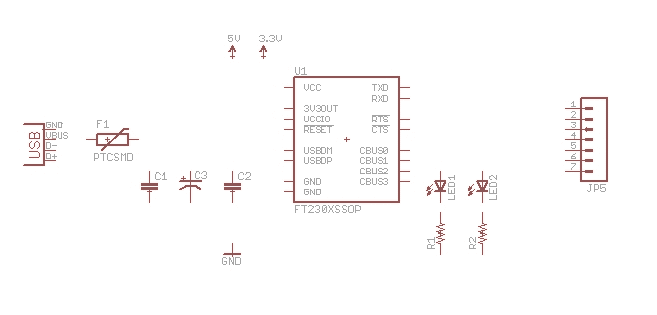 5V
3.3V
U1
VCC
TXD
RXD
3V3OUT
VCCIO
RTS
RESET
CTS
USBDM
CBUS0
USBDP
CBUS1
CBUS2
GND
CBUS3
GND
FT230XSSOP
USB
GND
VBUS
D-
D+
F1
PTCSMD
C1
C3
C2
GND
LED1
LED2
R1
R2
1
2
3
4
5
6
7
JP5